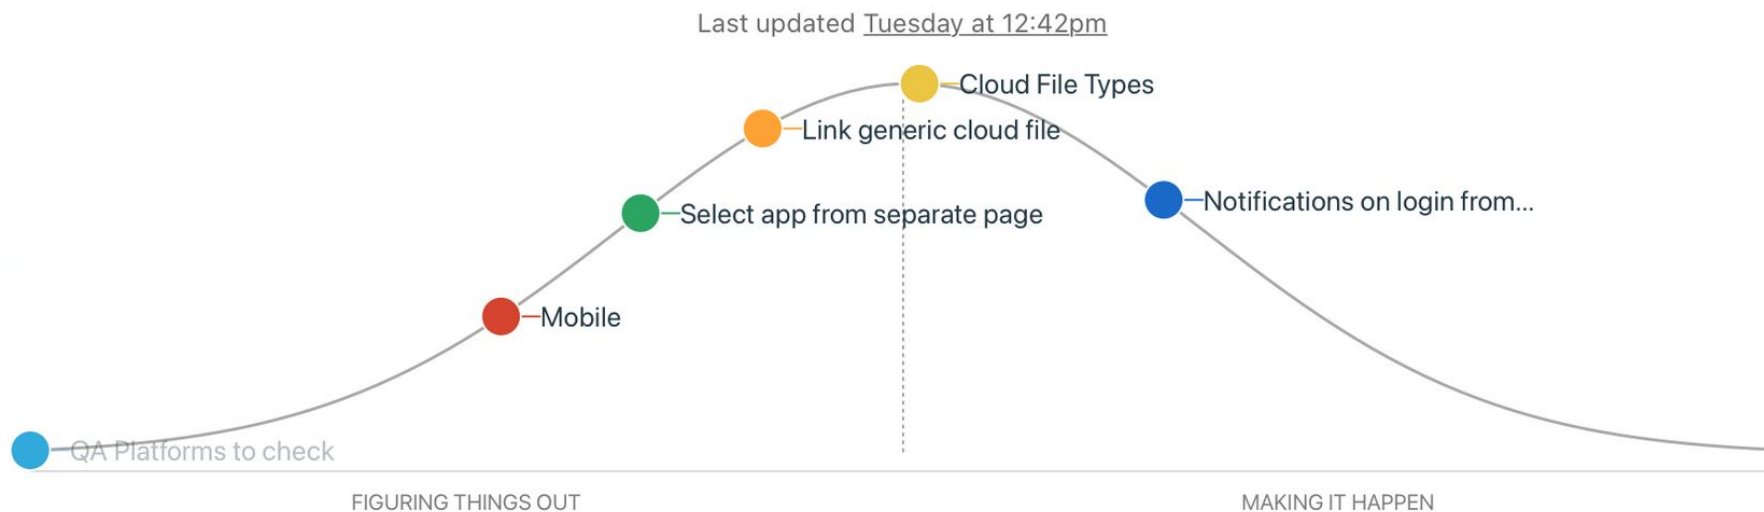 Last updated Tuesday at 12:42pm
Cloud File Types
Link generic cloud file
Notifications on login from...
Select app from separate page
Mobile
QA Platforms to check
FIGURING THINGS OUT
MAKING IT HAPPEN